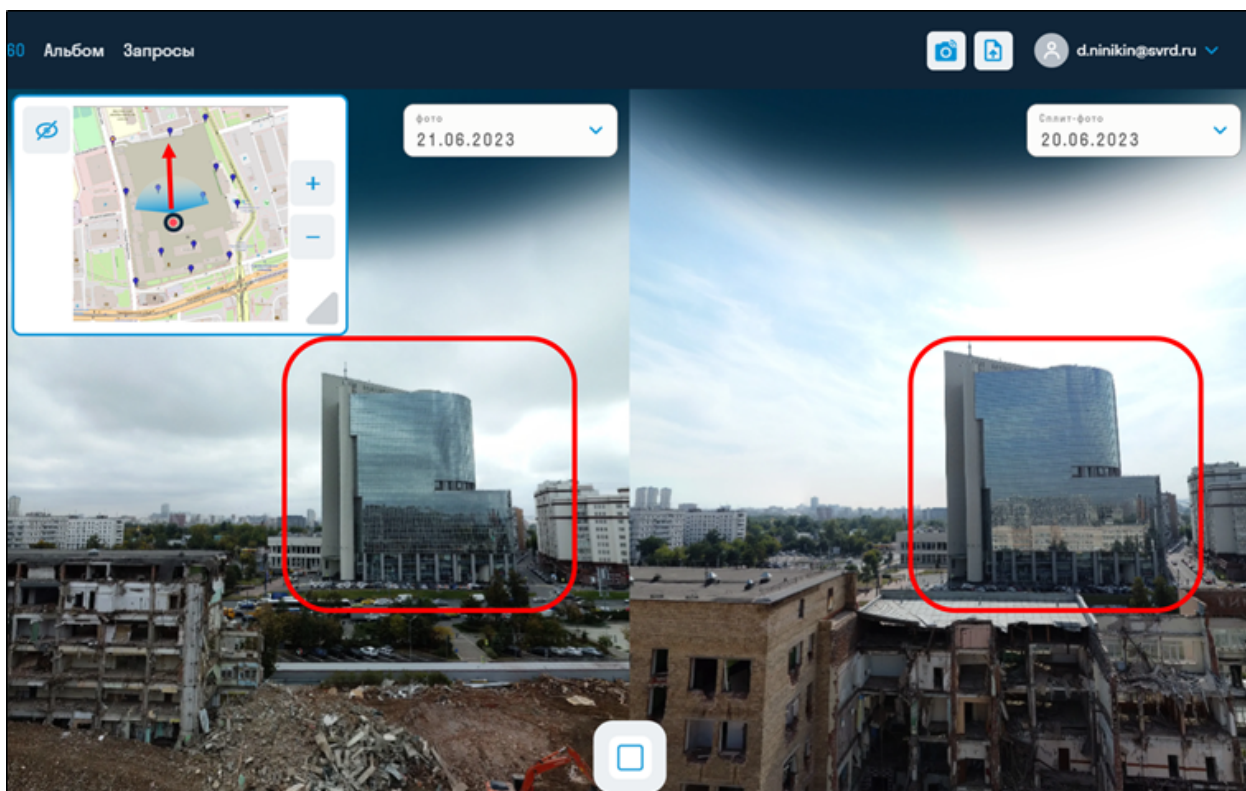 60 Альбом Запросы
d.ninikin@svrd.ru
фото
21.06.2023
Сплит-фото
20.06.2023
+
−